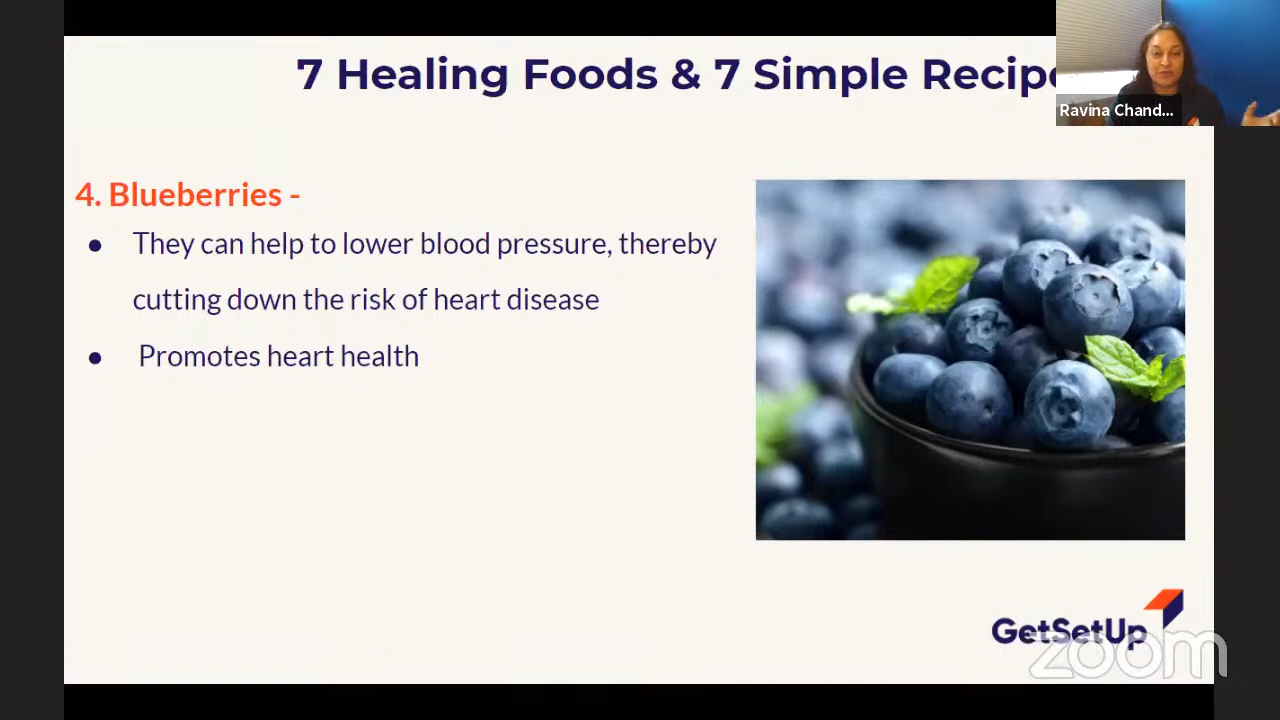 7 Healing Foods & 7 Simple Recip
Ravina Chand...
4. Blueberries -
● They can help to lower blood pressure, thereby
cutting down the risk of heart disease
● Promotes heart health
GetSetUp
zoom